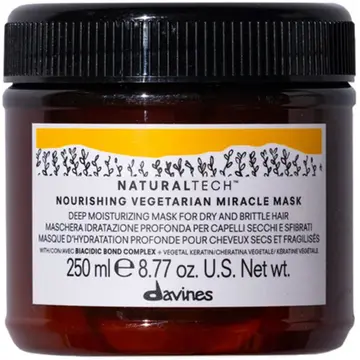 NATURALTECH™
NOURISHING VEGETARIAN MIRACLE MASK
DEEP MOISTURIZING MASK FOR DRY AND BRITTLE HAIR
MASCHERA IDRATAZIONE PROFONDA PER CAPELLI SECCHI E SFIBRATI
MASQUE D'HYDRATATION PROFONDE POUR CHEVEUX SECS ET FRAGILISÉS
WITH/CON/AVEC BIACIDIC BOND COMPLEX + VEGETAL KERATIN/CHERATINA VEGETALE/KÉRATINE VEGETALE
250 ml ℮ 8.77 oz. U.S. Net wt.
davines